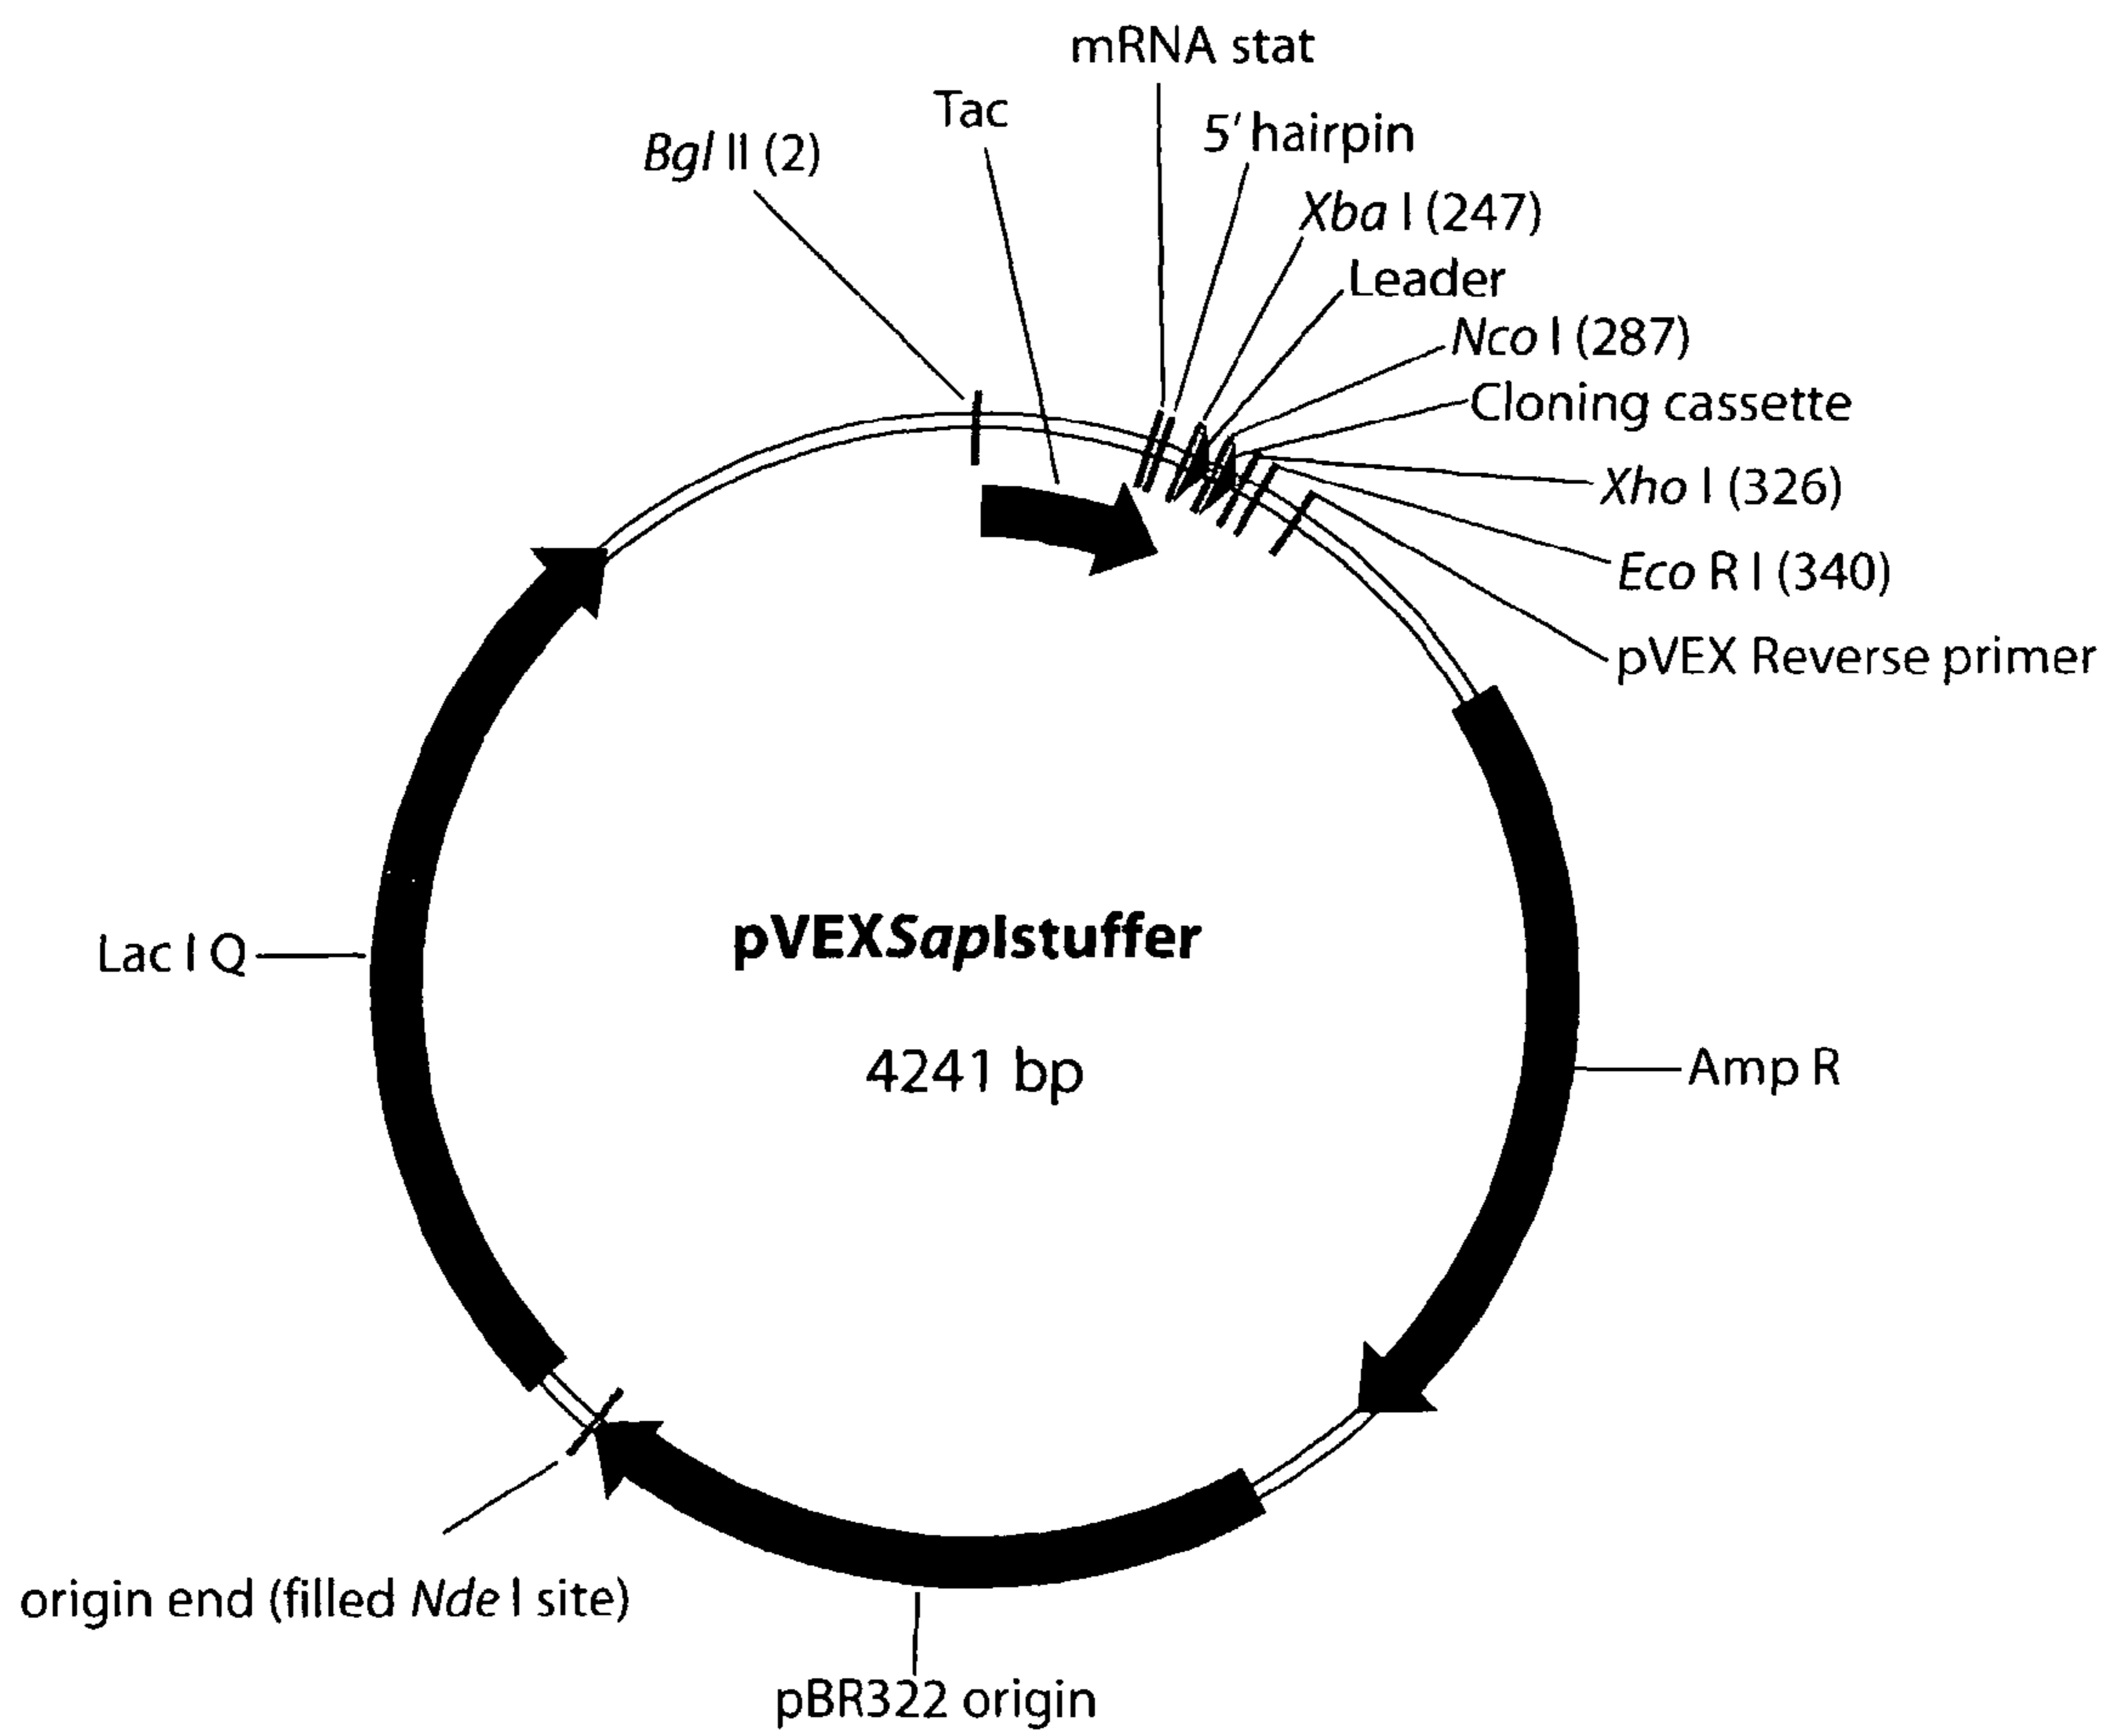 mRNA stat
Tac
5' hairpin
Bgl II (2)
Xba I (247)
Leader
Nco I (287)
Cloning cassette
Xho I (326)
Eco R I (340)
pVEX Reverse primer
pVEXSapIstuffer
Lac I Q
4241 bp
Amp R
origin end (filled Nde I site)
pBR322 origin